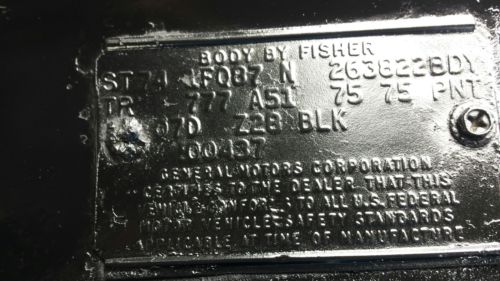 BODY BY FISHER
ST74 1FQ87 N 263822BDY
TR 777 A51 75 75 PNT
07D Z28 BLK
00437
GENERAL MOTORS CORPORATION
CERTIFIES TO THE DEALER THAT THIS
VEHICLE CONFORMS TO ALL U.S. FEDERAL
MOTOR VEHICLE SAFETY STANDARDS
APPLICABLE AT TIME OF MANUFACTURE